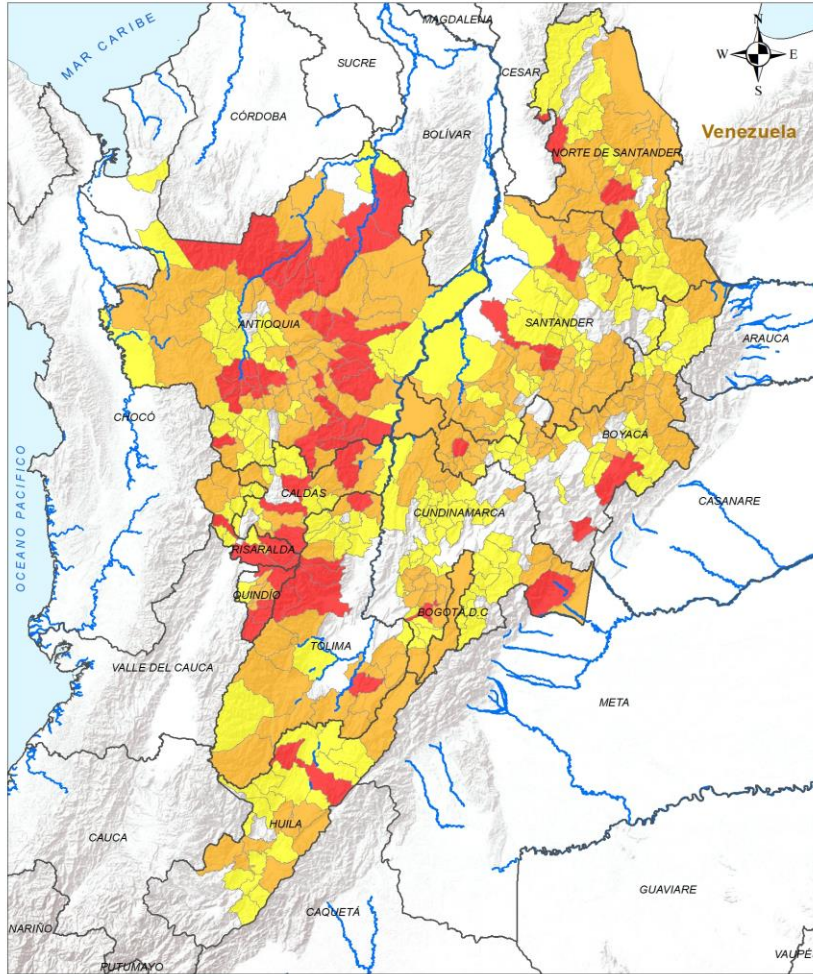 MAGDALENA
N
MAR CARIBE
SUCRE
CESAR
W
E
S
CÓRDOBA
BOLÍVAR
Venezuela
NORTE DE SANTANDER
ANTIOQUIA
SANTANDER
ARAUCA
CHOCÓ
BOYACÁ
OCEANO PACIFICO
CALDAS
CUNDINAMARCA
CASANARE
RISARALDA
QUINDÍO
BOGOTÁ, D.C
TOLIMA
VALLE DEL CAUCA
META
HUILA
CAUCA
GUAVIARE
CAQUETÁ
NARIÑO
PUTUMAYO
VAUPÉ